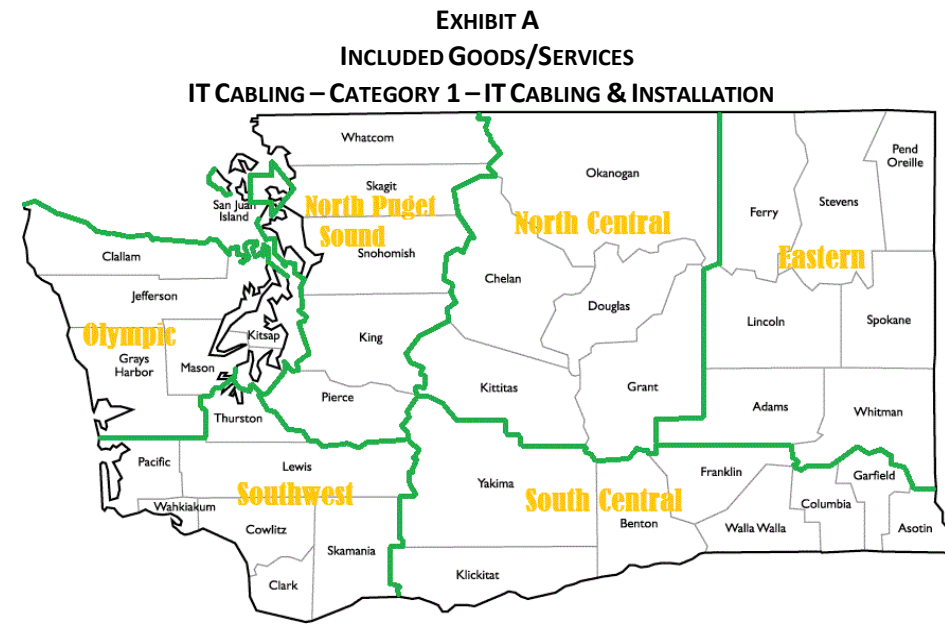 EXHIBIT A
INCLUDED GOODS/SERVICES
IT CABLING – CATEGORY 1 – IT CABLING & INSTALLATION
Whatcom
Pend
Oreille
Okanogan
Skagit
San Juan
Island
North Puget
Sound
Ferry
Stevens
North Central
Snohomish
Eastern
Clallam
Chelan
Jefferson
Douglas
Lincoln
Spokane
Olympic
Kitsap
King
Grays
Harbor
Mason
Kittitas
Grant
Pierce
Adams
Whitman
Thurston
Pacific
Lewis
Yakima
Franklin
Garfield
Southwest
South Central
Columbia
Wahkiakum
Cowlitz
Benton
Walla Walla
Asotin
Skamania
Klickitat
Clark